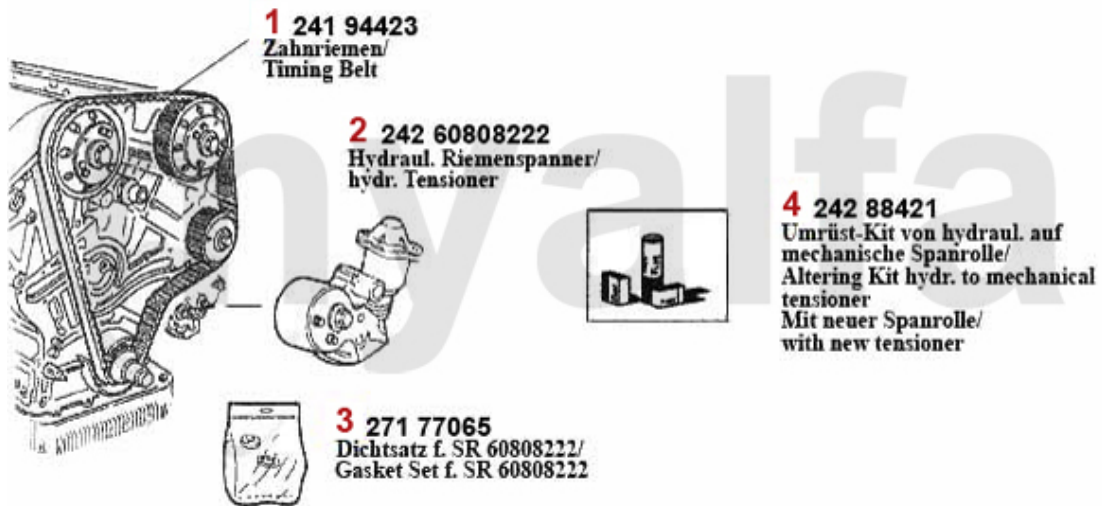 1 241 94423
Zahnriemen/
Timing Belt
2 242 60808222
Hydraul. Riemenspanner/
hydr. Tensioner
4 242 88421
Umrüst-Kit von hydraul. auf
mechanische Spanrolle/
Altering Kit hydr. to mechanical
tensioner
Mit neuer Spanrolle/
with new tensioner
3 271 77065
Dichtsatz f. SR 60808222/
Gasket Set f. SR 60808222
myalfa